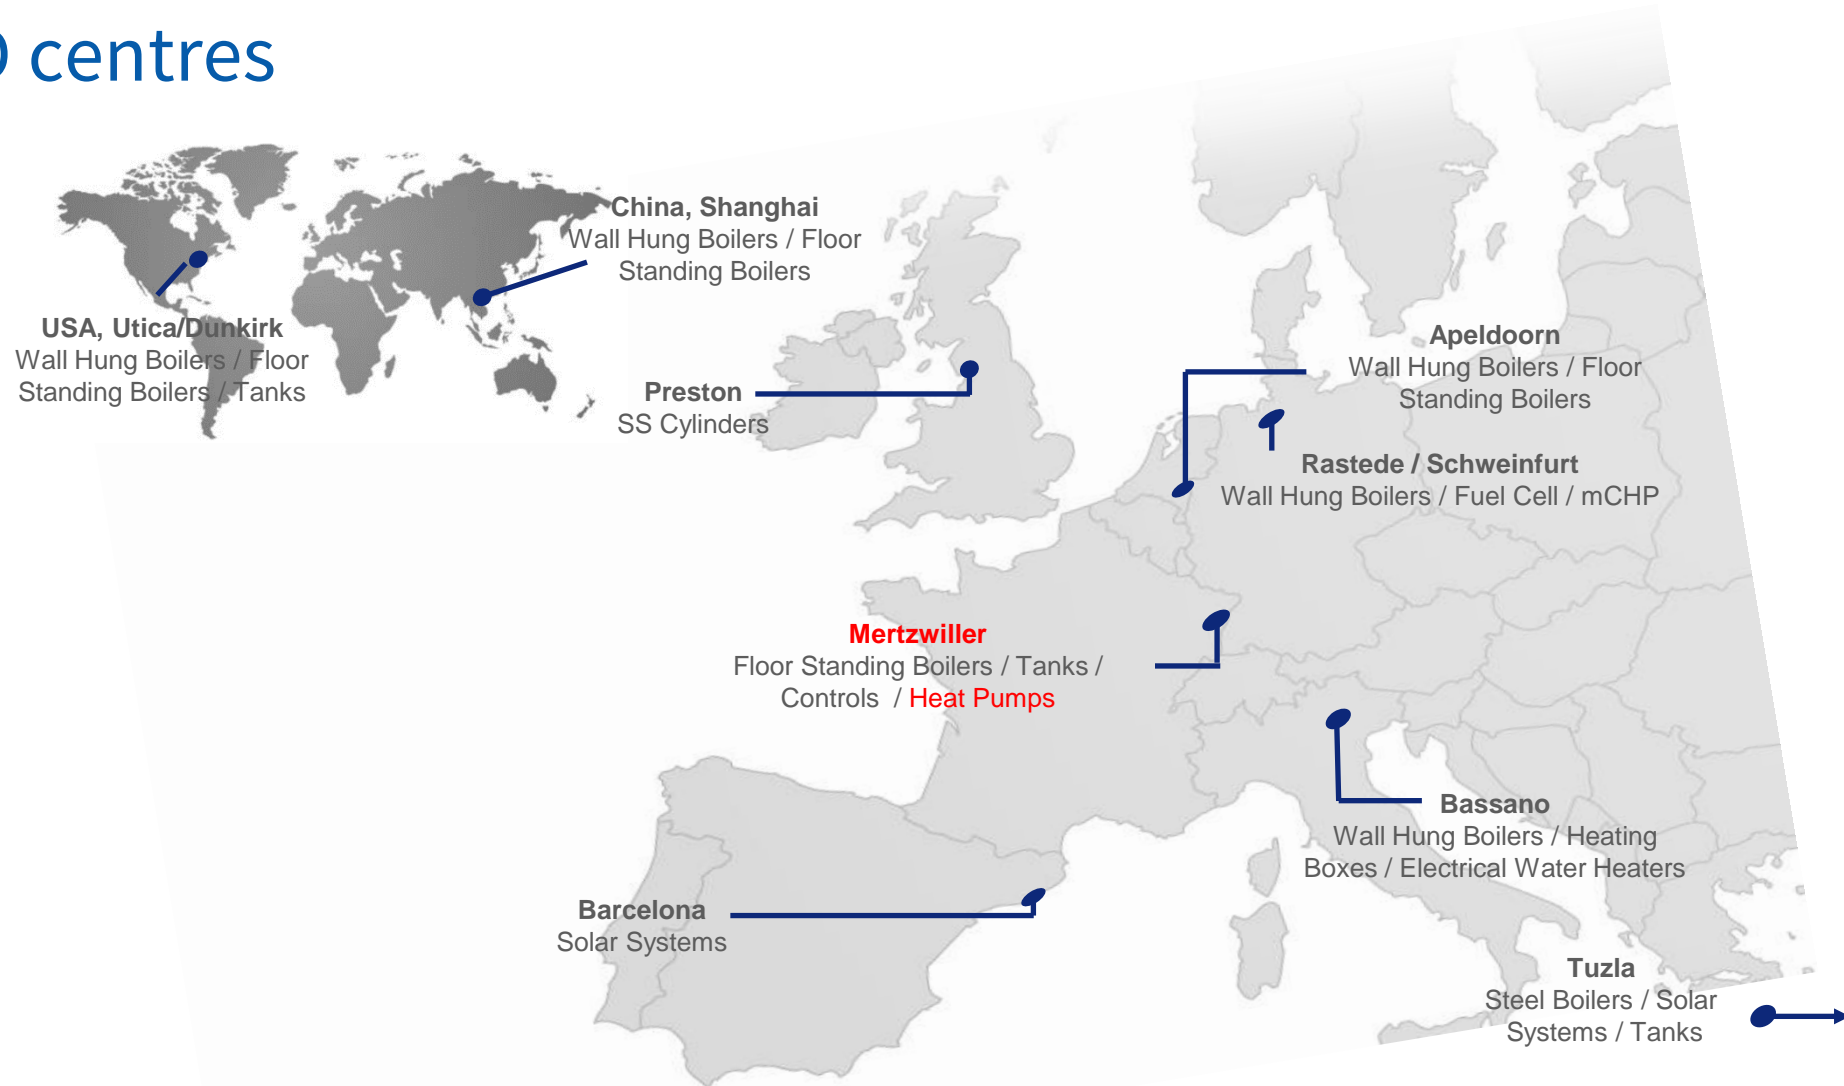 centres
China, Shanghai
Wall Hung Boilers / Floor
Standing Boilers
USA, Utica/Dunkirk
Wall Hung Boilers / Floor
Standing Boilers / Tanks
Preston
SS Cylinders
Apeldoorn
Wall Hung Boilers / Floor
Standing Boilers
Rastede / Schweinfurt
Wall Hung Boilers / Fuel Cell / mCHP
Mertzwiller
Floor Standing Boilers / Tanks /
Controls / Heat Pumps
Bassano
Wall Hung Boilers / Heating
Boxes / Electrical Water Heaters
Barcelona
Solar Systems
Tuzla
Steel Boilers / Solar
Systems / Tanks